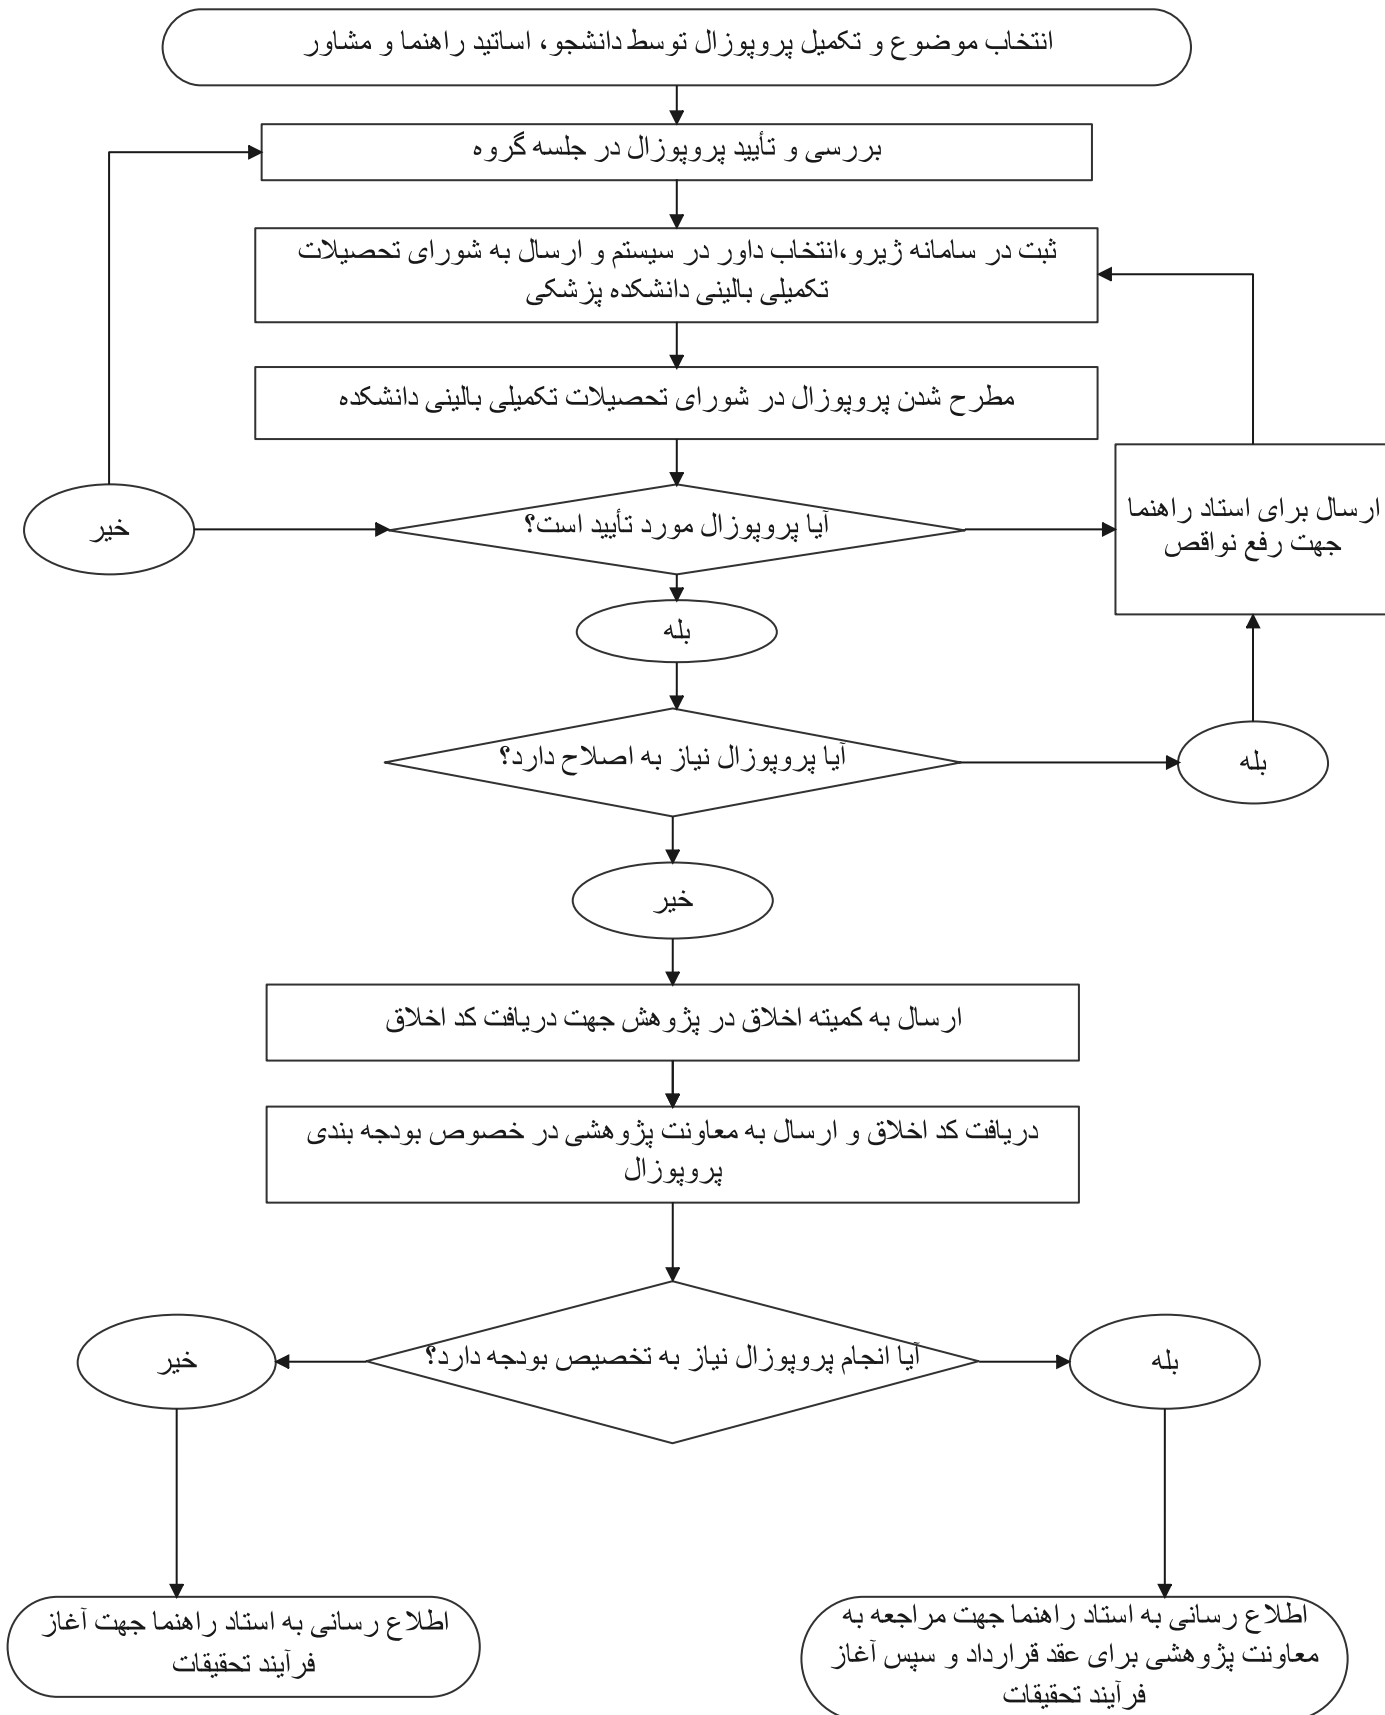 انتخاب موضوع و تکمیل پروپوزال توسط دانشجو، اساتید راهنما و مشاور
بررسی و تأیید پروپوزال در جلسه گروه
ثبت در سامانه ژیرو،انتخاب داور در سیستم و ارسال به شورای تحصیلات
تکمیلی بالینی دانشکده پزشکی
مطرح شدن پروپوزال در شورای تحصیلات تکمیلی بالینی دانشکده
ارسال برای استاد راهنما
جهت رفع نواقص
آیا پروپوزال مورد تأیید است؟
خیر
بله
آیا پروپوزال نیاز به اصلاح دارد؟
بله
خیر
ارسال به کمیته اخلاق در پژوهش جهت دریافت کد اخلاق
دریافت کد اخلاق و ارسال به معاونت پژوهشی در خصوص بودجه بندی
پروپوزال
آیا انجام پروپوزال نیاز به تخصیص بودجه دارد؟
بله
خیر
اطلاع رسانی به استاد راهنما جهت مراجعه به
معاونت پژوهشی برای عقد قرارداد و سپس آغاز
فرآیند تحقیقات
اطلاع رسانی به استاد راهنما جهت آغاز
فرآیند تحقیقات